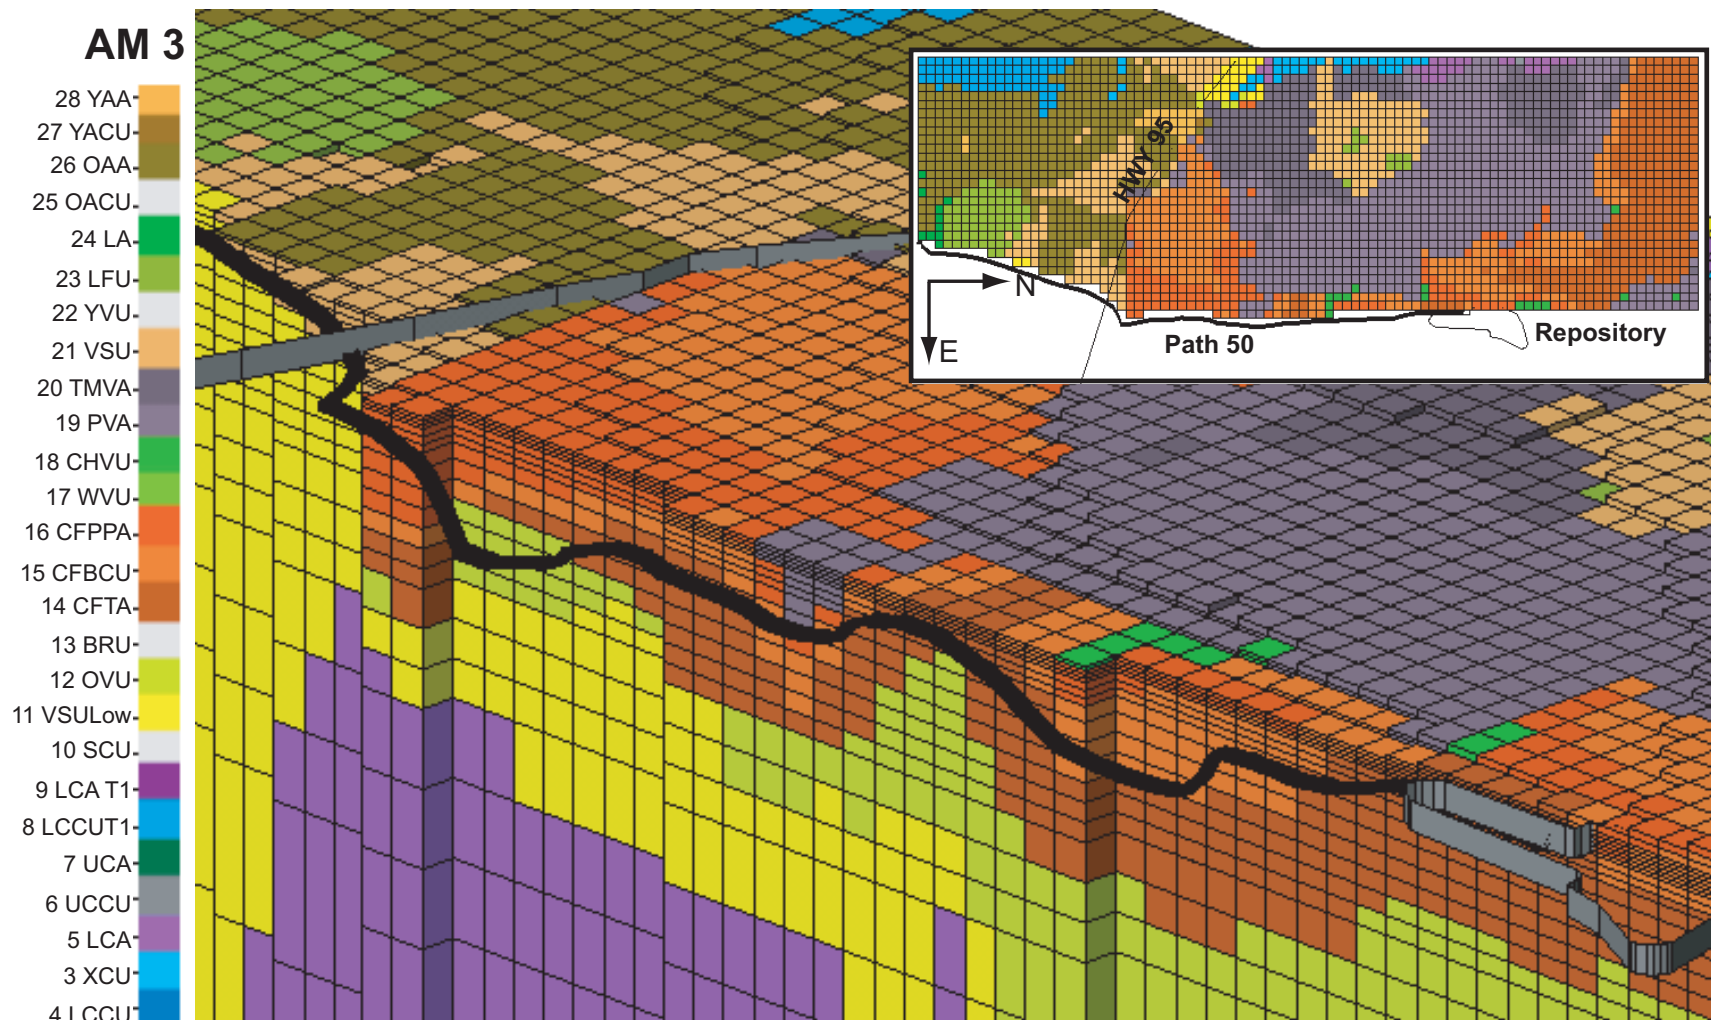 AM 3
28 YAA
27 YACU
26 OAA
25 OACU
24 LA
23 LFU
22 YVU
21 VSU
20 TMVA
19 PVA
18 CHVU
17 WVU
16 CFPPA
15 CFBCU
14 CFTA
13 BRU
12 OVU
11 VSULow
10 SCU
9 LCA T1
8 LCCUT1
7 UCA
6 UCCU
5 LCA
3 XCU
4 LCCU
HWY 95
N
E
Path 50
Repository